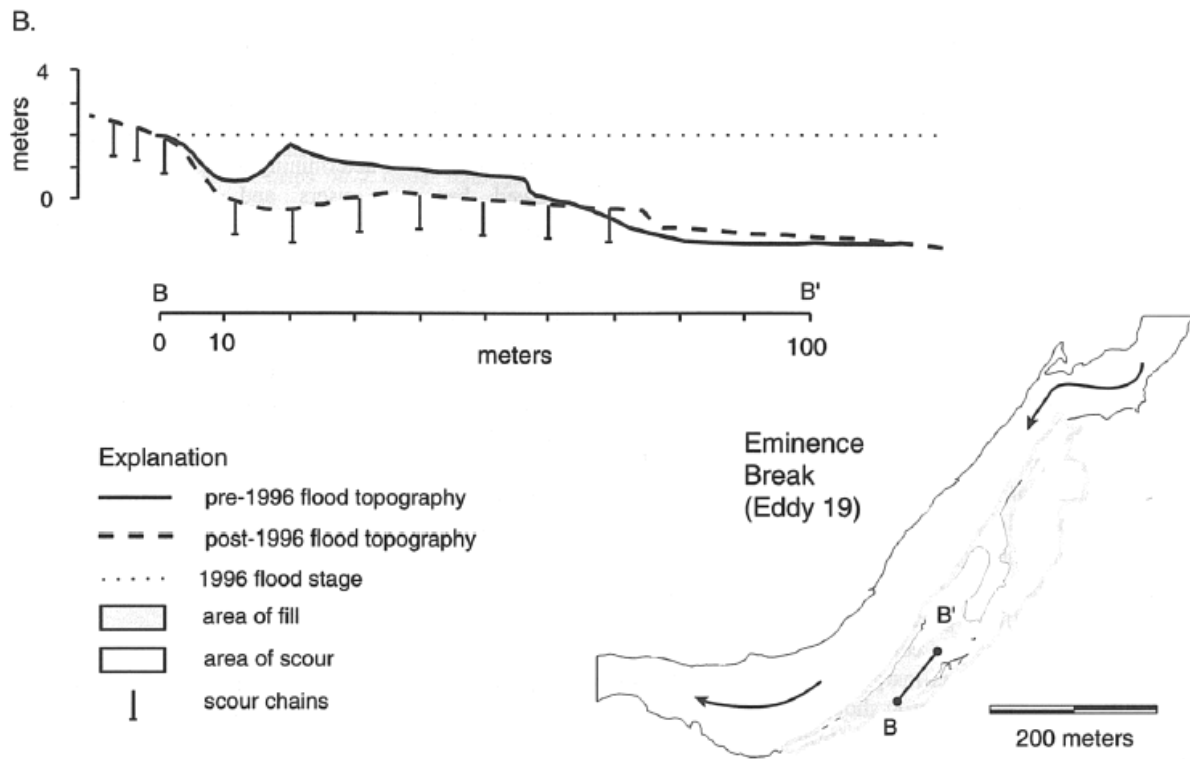 B.
4
meters
2
0
B
B'
0
10
meters
100
Explanation
pre-1996 flood topography
post-1996 flood topography
1996 flood stage
area of fill
area of scour
scour chains
Eminence
Break
(Eddy 19)
B'
B
200 meters